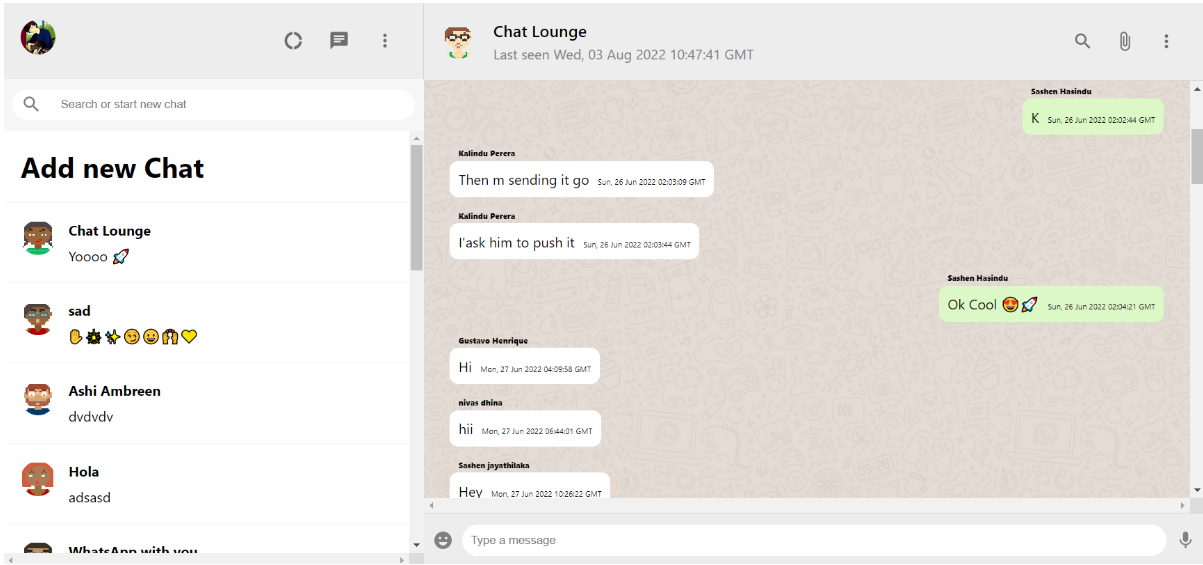 Search or start new chat
Add new Chat
Chat Lounge
Yoooo 🚀
sad
✋🌞✨😏😀🙌💛
Ashi Ambreen
dvdvdv
Hola
adsasd
WhatsApp with you
Chat Lounge
Last seen Wed, 03 Aug 2022 10:47:41 GMT
Sashen Hasindu
K Sun, 26 Jun 2022 02:02:44 GMT
Kalindu Perera
Then m sending it go Sun, 26 Jun 2022 02:03:09 GMT
Kalindu Perera
I'ask him to push it Sun, 26 Jun 2022 02:03:44 GMT
Sashen Hasindu
Ok Cool 😍🚀 Sun, 26 Jun 2022 02:04:21 GMT
Gustavo Henrique
Hi Mon, 27 Jun 2022 04:09:58 GMT
nivas dhina
hii Mon, 27 Jun 2022 06:44:01 GMT
Sashen jayathilaka
Hey Mon, 27 Jun 2022 10:26:22 GMT
Type a message